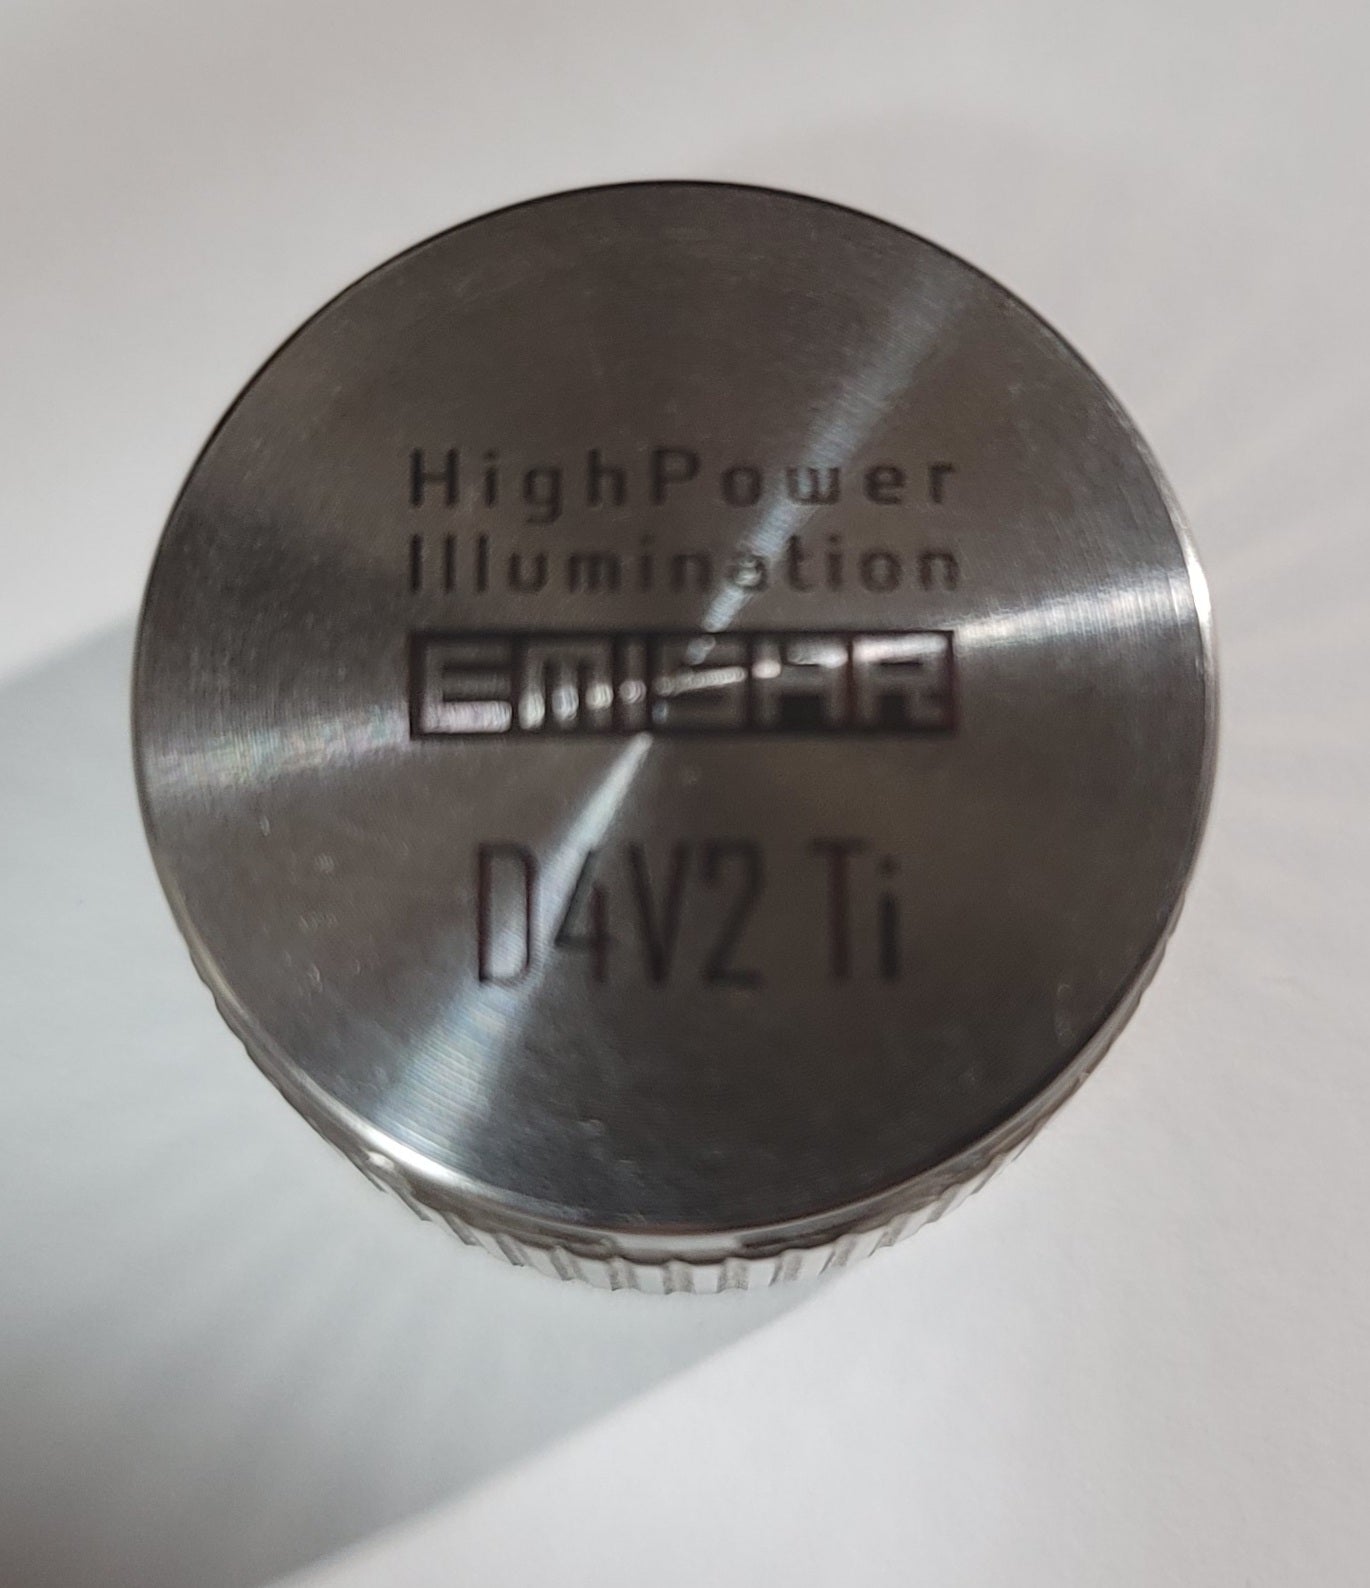 HighPower
Illumination
EMISAR
D4V2 Ti